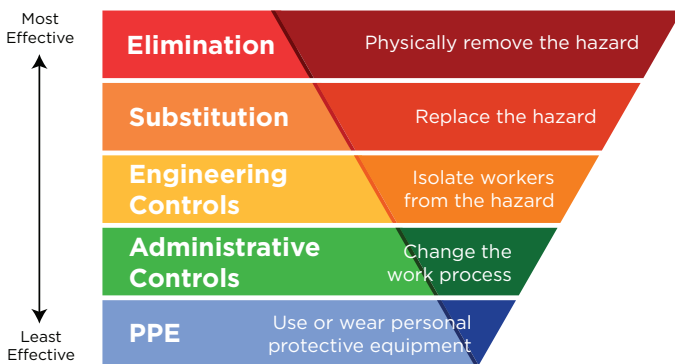 Most
Effective
Elimination
Physically remove the hazard
Substitution
Replace the hazard
Engineering
Controls
Isolate workers
from the hazard
Administrative
Controls
Change the
work process
PPE
Use or wear personal
protective equipment
Least
Effective